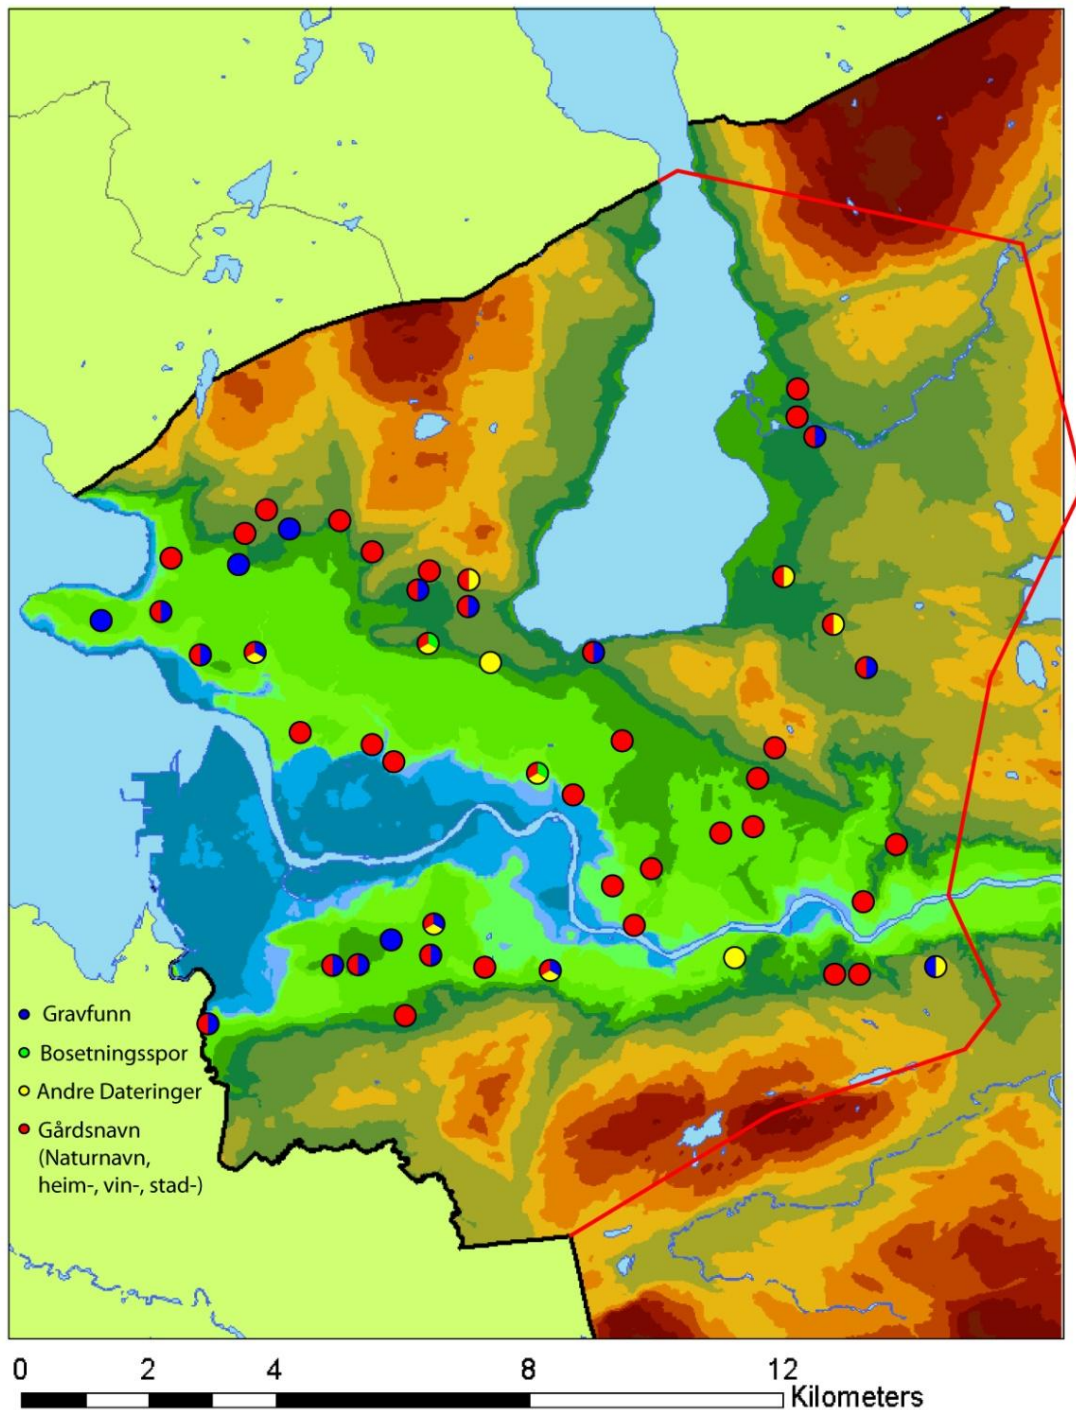 Gravfunn
Bosetningsspor
Andre Dateringer
Gårdsnavn
(Naturnavn,
heim-, vin-, stad-)
0 2 4 8 12
Kilometers